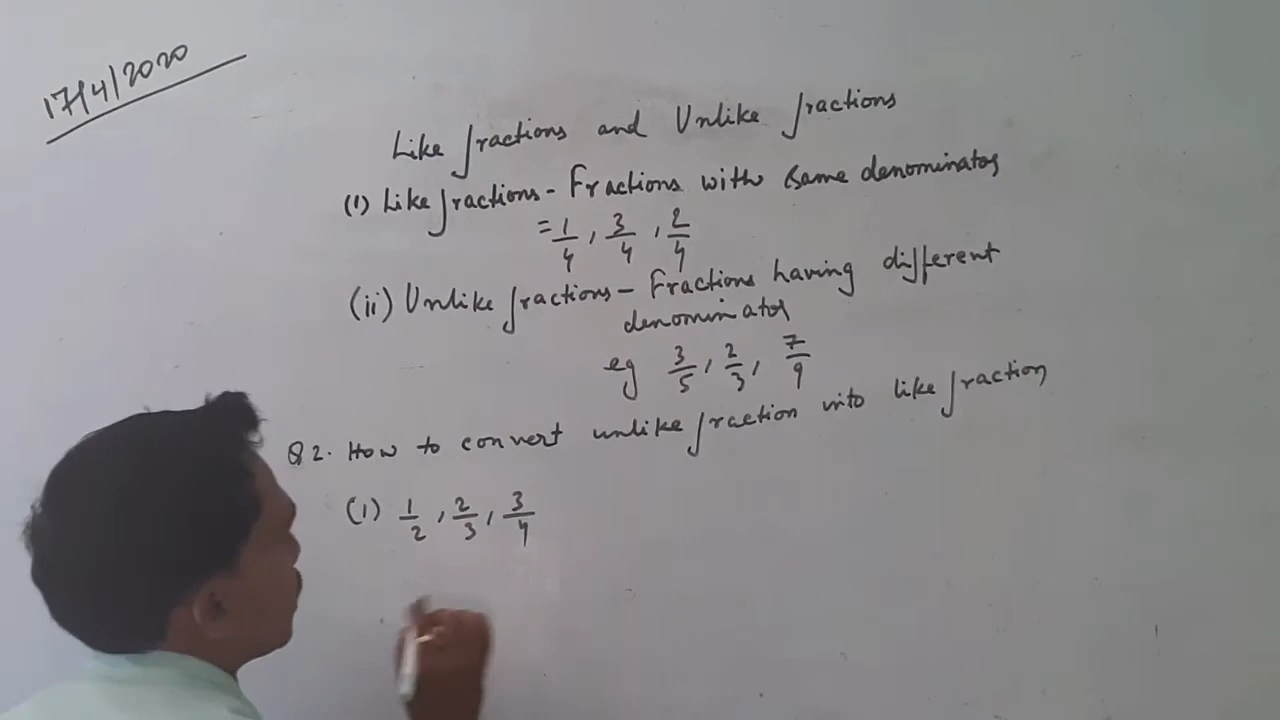 17/4/2020
Like fractions and Unlike fractions
(1) Like fractions - Fractions with same denominator
= 1/4, 3/4, 2/4
(ii) Unlike fractions - Fractions having different
denominator
eg 3/5, 2/3, 7/9
Q2. How to convert unlike fraction into like fraction
(1) 1/2, 2/3, 3/4